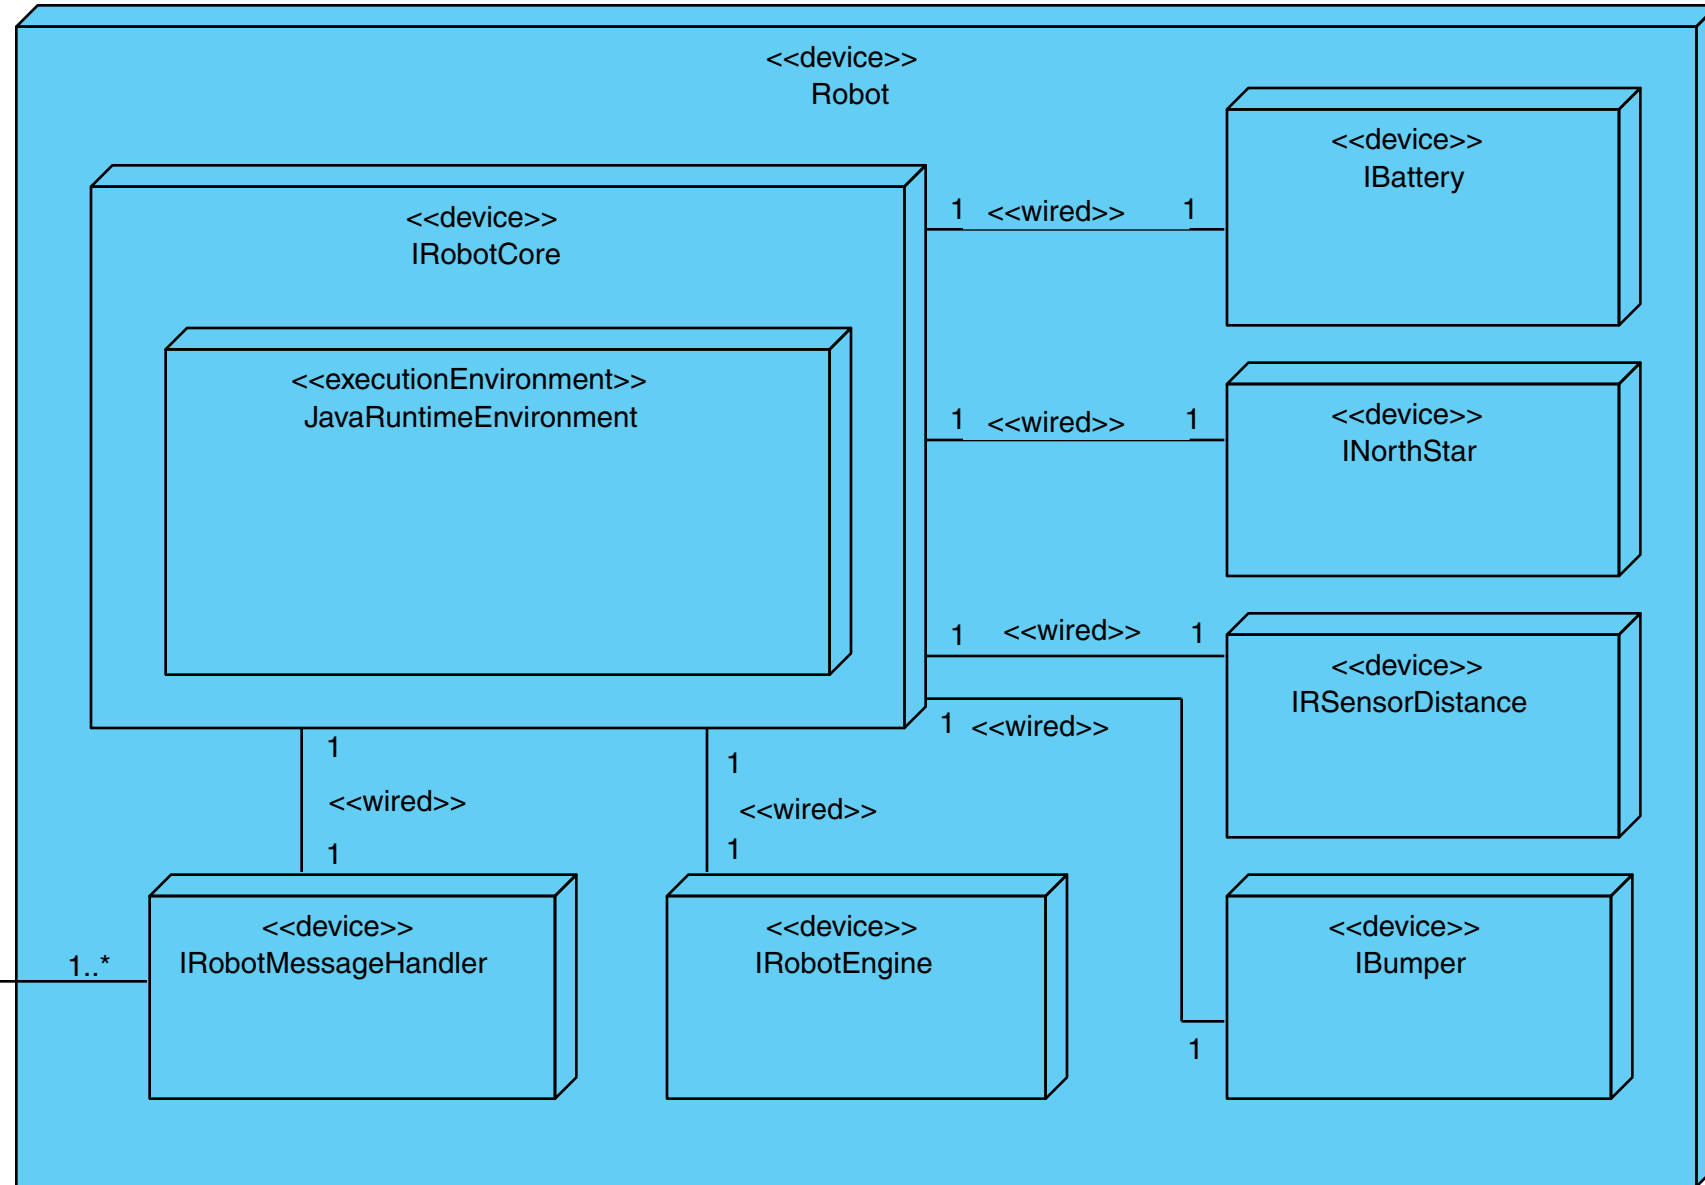 <<device>>
Robot
<<device>>
IBattery
<<device>>
IRobotCore
1 <<wired>> 1
<<executionEnvironment>>
JavaRuntimeEnvironment
1 <<wired>> 1
<<device>>
INorthStar
1 <<wired>> 1
<<device>>
IRSensorDistance
1 <<wired>>
1
<<wired>>
1
1
<<wired>>
1
<<device>>
IRobotMessageHandler
1..*
<<device>>
IRobotEngine
<<device>>
IBumper
1